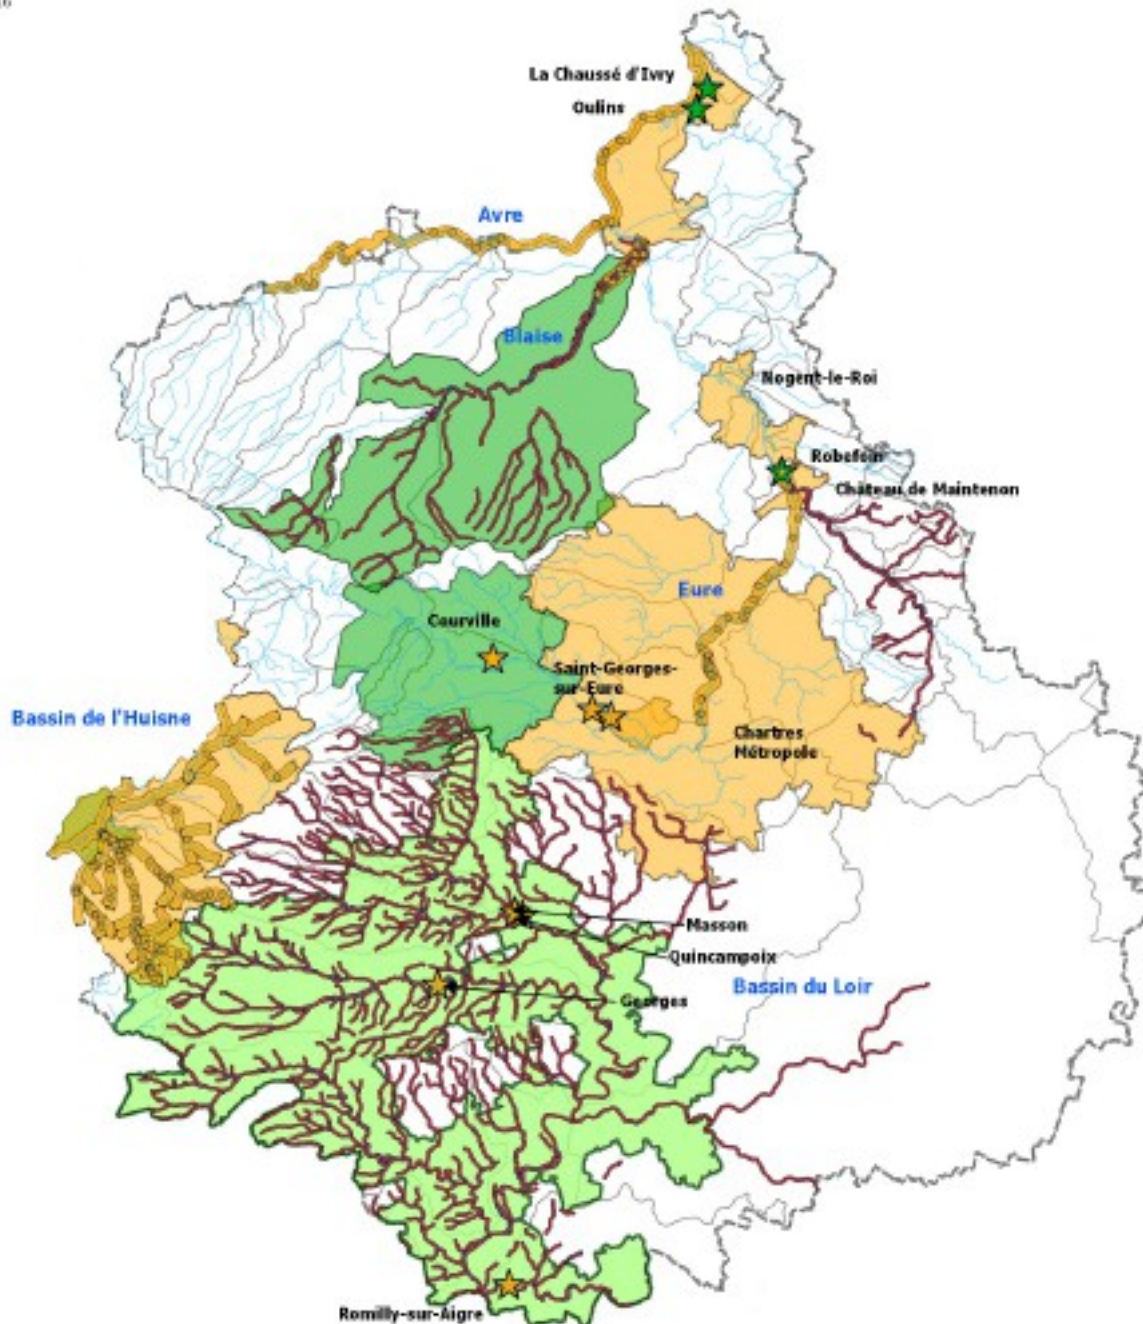 La Chaussé d'Ivry
Oulins
Avre
Blaise
Nogent-le-Roi
Robefoin
Château de Maintenon
Eure
Courville
Saint-Georges-
sur-Eure
Bassin de l'Huisne
Chartres
Métropole
Masson
Quincampoix
Bassin du Loir
Georges
Romilly-sur-Aigre